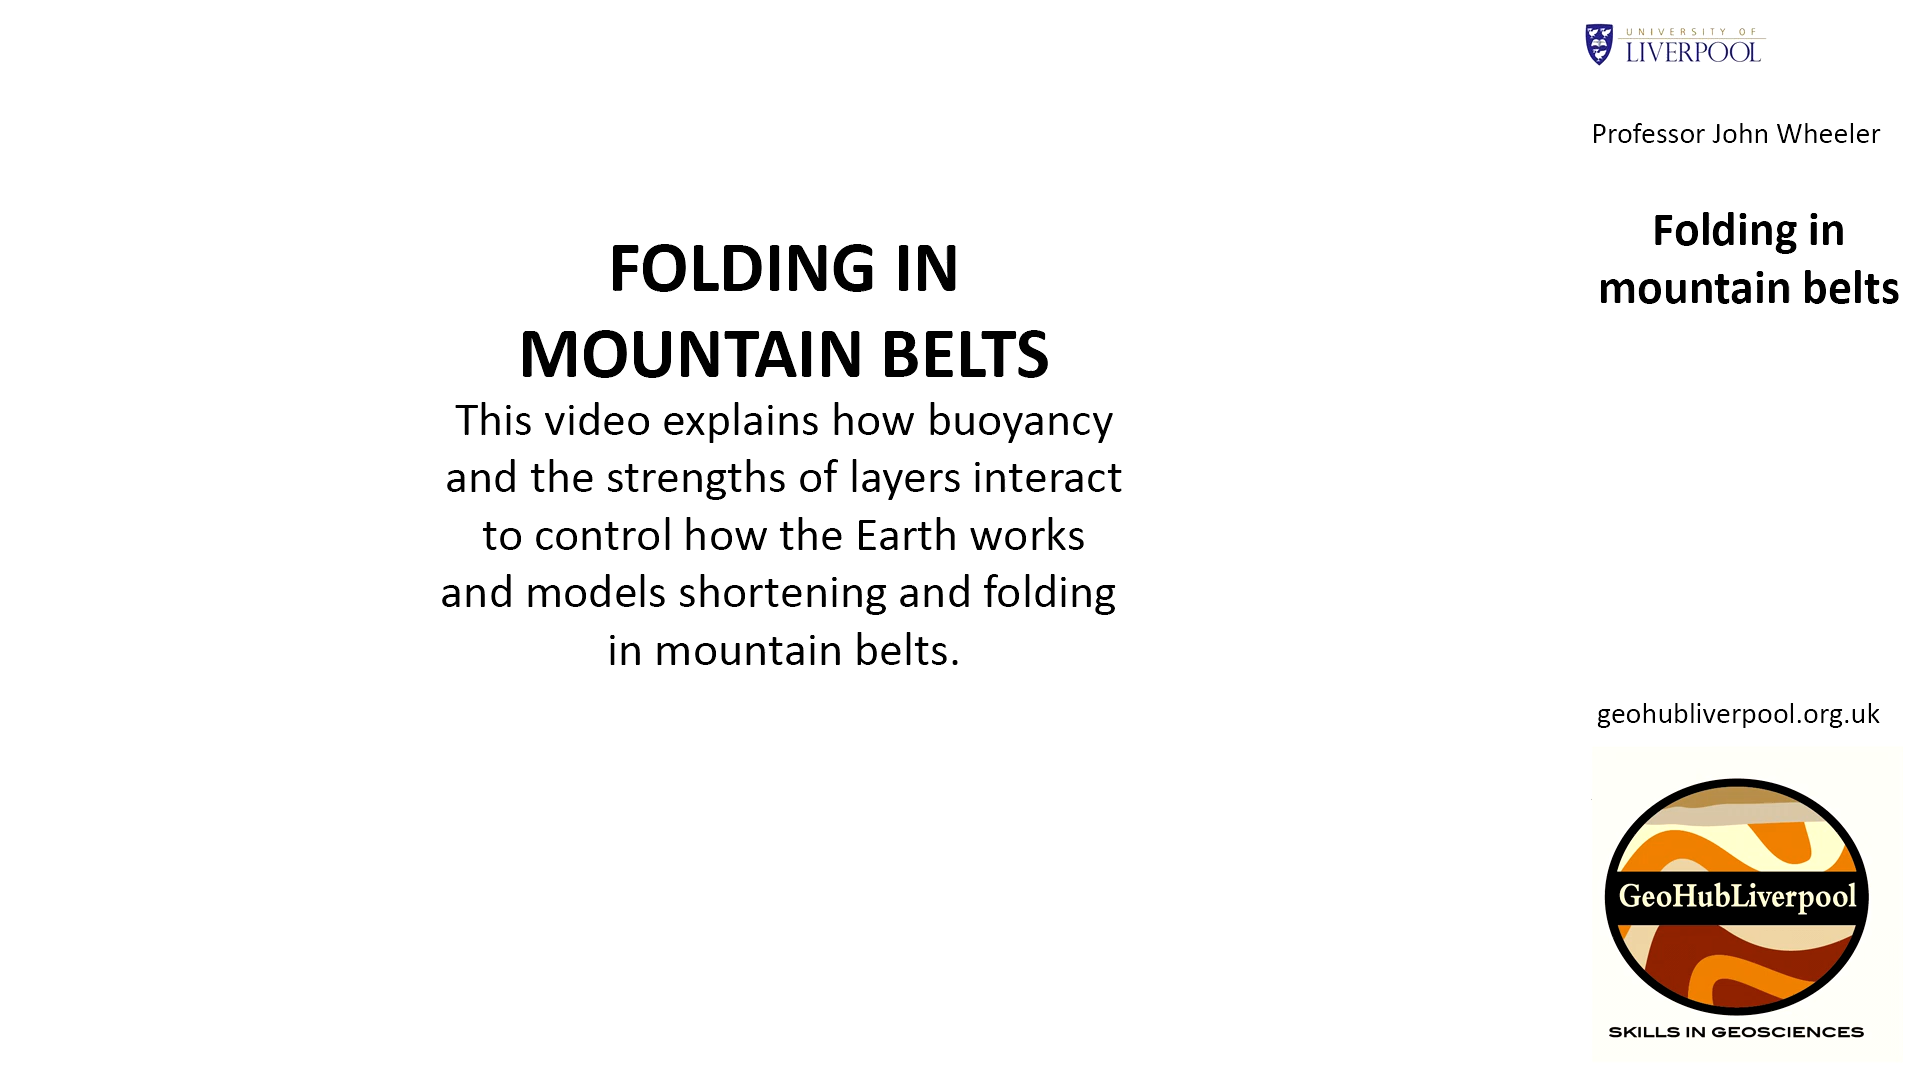 FOLDING IN
MOUNTAIN BELTS
This video explains how buoyancy
and the strengths of layers interact
to control how the Earth works
and models shortening and folding
in mountain belts.
UNIVERSITY OF
LIVERPOOL
Professor John Wheeler
Folding in
mountain belts
geohubliverpool.org.uk
GeoHubLiverpool
SKILLS IN GEOSCIENCES